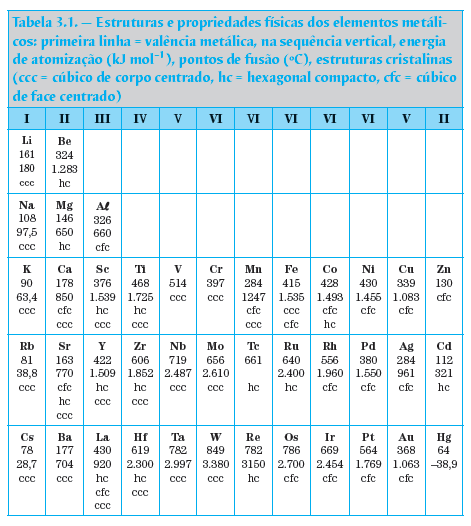 Tabela 3.1. — Estruturas e propriedades físicas dos elementos metáli-
cos: primeira linha = valência metálica, na sequência vertical, energia
de atomização (kJ mol⁻¹), pontos de fusão (ºC), estruturas cristalinas
(ccc = cúbico de corpo centrado, hc = hexagonal compacto, cfc = cúbico
de face centrado)
I II III IV V VI VI VI VI VI V II
Li Be
161 324
180 1.283
ccc hc
Na Mg Aℓ
108 146 326
97,5 650 660
ccc hc cfc
K Ca Sc Ti V Cr Mn Fe Co Ni Cu Zn
90 178 376 468 514 397 284 415 428 430 339 130
63,4 850 1.539 1.725 ccc ccc 1247 1.535 1.493 1.455 1.083 cfc
ccc cfc hc hc cfc ccc cfc cfc cfc
ccc ccc ccc ccc cfc hc
Rb Sr Y Zr Nb Mo Tc Ru Rh Pd Ag Cd
81 163 422 606 719 656 661 640 556 380 284 112
38,8 770 1.509 1.852 2.487 2.610 2.400 1.960 1.550 961 321
ccc cfc hc hc ccc ccc hc hc cfc cfc cfc hc
hc ccc ccc
ccc
Cs Ba La Hf Ta W Re Os Ir Pt Au Hg
78 177 430 619 782 849 782 786 669 564 368 64
28,7 704 920 2.300 2.997 3.380 3150 2.700 2.454 1.769 1.063 –38,9
ccc ccc hc hc ccc ccc hc cfc cfc cfc cfc
cfc ccc
ccc